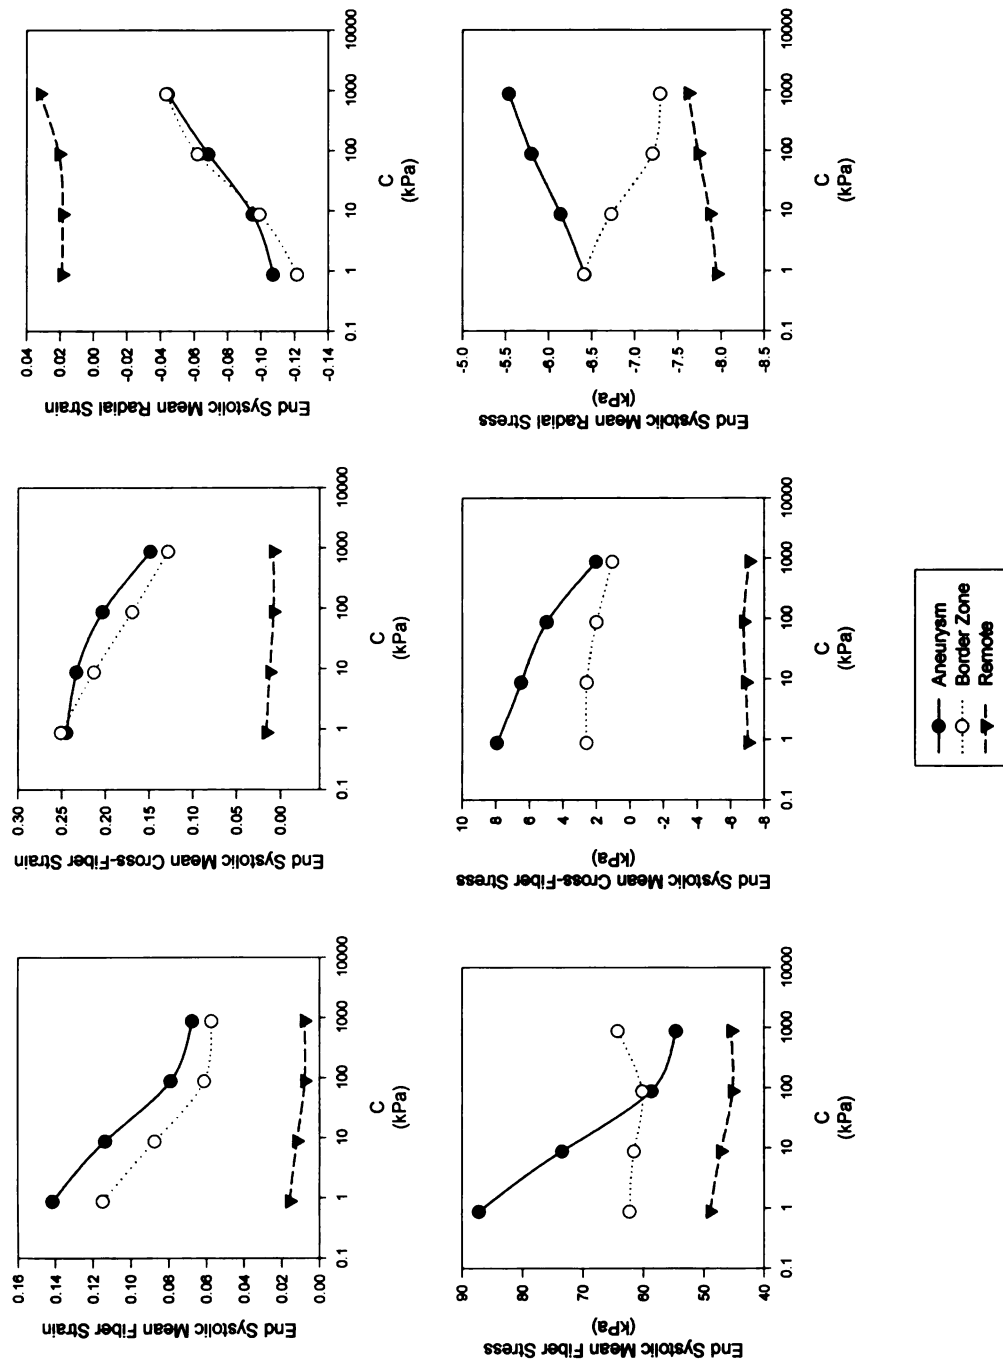 End Systolic Mean Fiber Strain
0.16
0.14
0.12
0.10
0.08
0.06
0.04
0.02
0.00
0.1 1 10 100 1000 10000
C
(kPa)
End Systolic Mean Cross-Fiber Strain
0.30
0.25
0.20
0.15
0.15
0.05
0.00
0.1 1 10 100 1000 10000
C
(kPa)
End Systolic Mean Radial Strain
0.04
0.02
0.00
-0.02
-0.04
-0.06
-0.08
-0.10
-0.12
-0.14
0.1 1 10 100 1000 10000
C
(kPa)
End Systolic Mean Fiber Stress
(kPa)
90
80
70
60
50
40
0.1 1 10 100 1000 10000
C
(kPa)
End Systolic Mean Cross-Fiber Stress
(kPa)
10
8
6
4
2
0
-2
-4
-6
-8
0.1 1 10 100 1000 10000
C
(kPa)
End Systolic Mean Radial Stress
(kPa)
-5.0
-5.5
-6.0
-6.5
-7.0
-7.5
-8.0
-8.5
0.1 1 10 100 1000 10000
C
(kPa)
Aneurysm
Border Zone
Remote